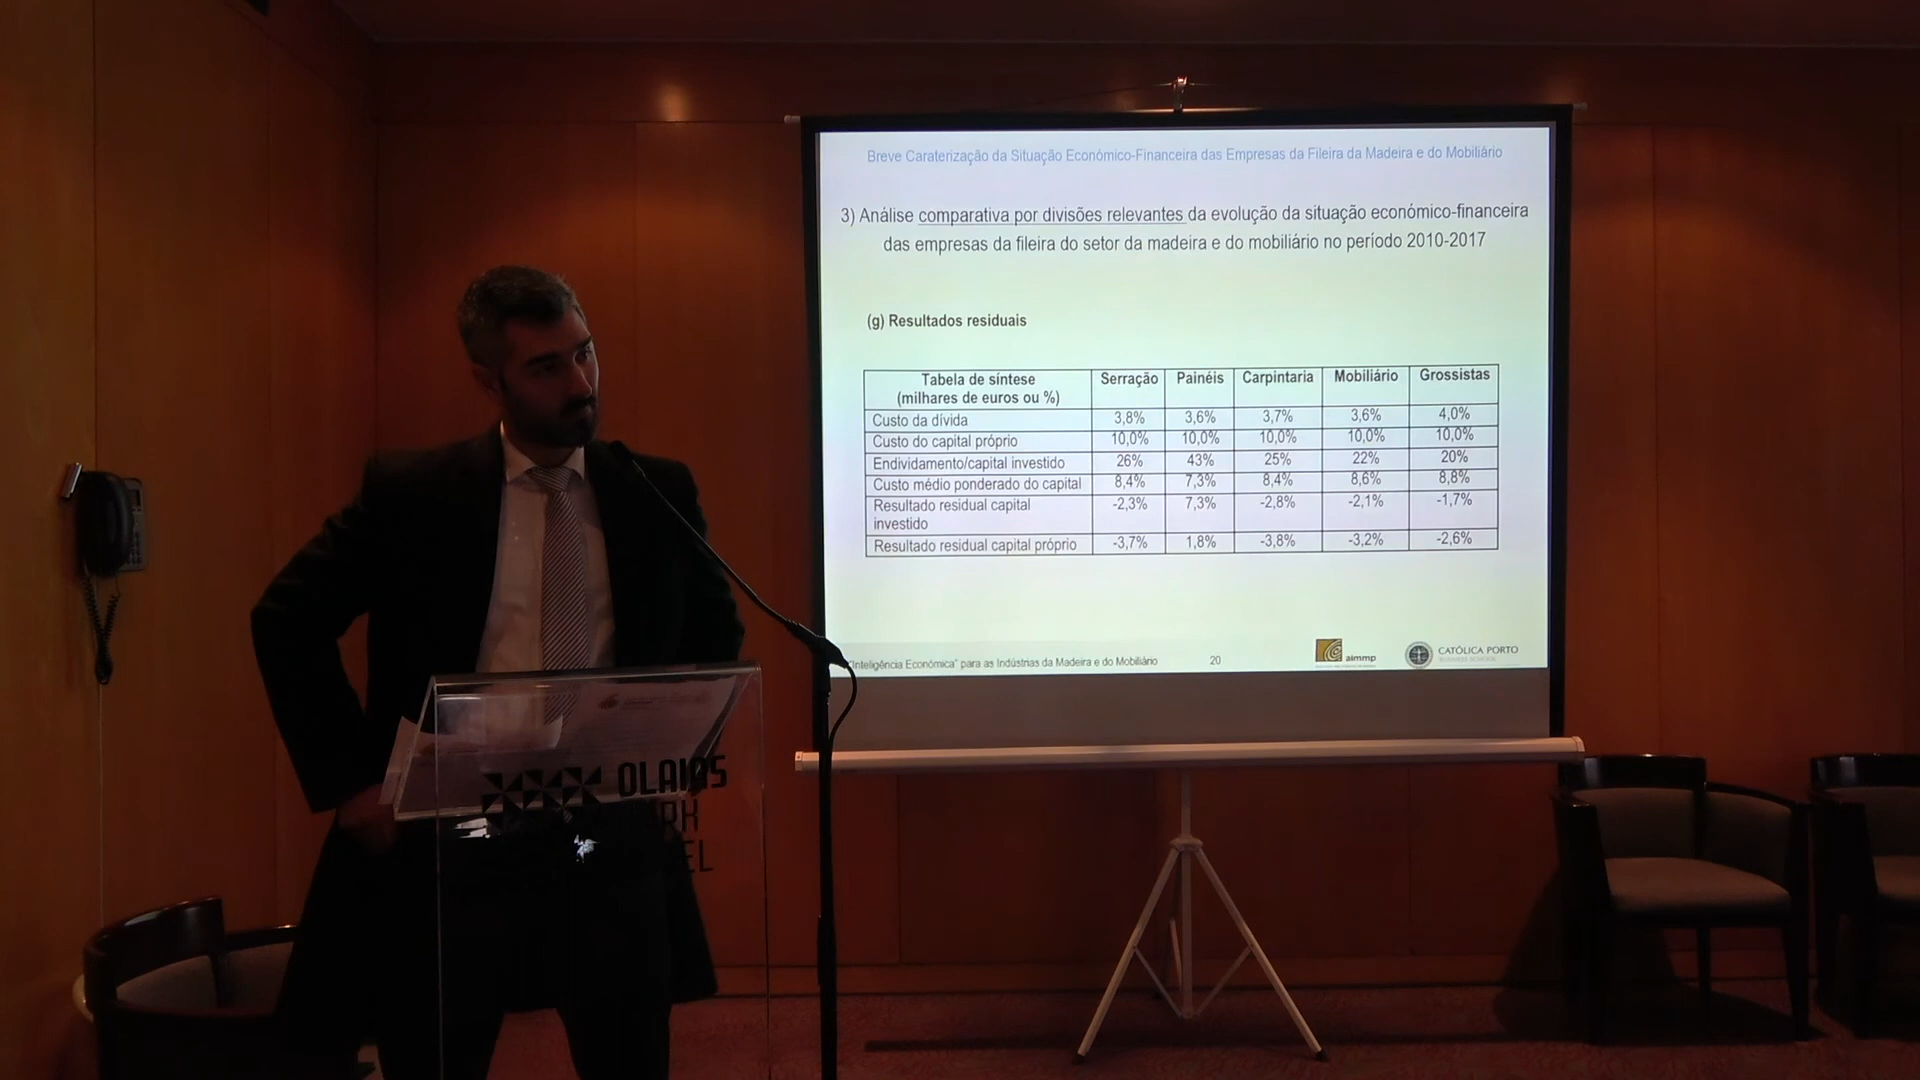 Breve Caraterização da Situação Económico-Financeira das Empresas da Fileira da Madeira e do Mobiliário
3) Análise comparativa por divisões relevantes da evolução da situação económico-financeira
das empresas da fileira do setor da madeira e do mobiliário no período 2010-2017
(g) Resultados residuais
Tabela de síntese (milhares de euros ou %) Serração Painéis Carpintaria Mobiliário Grossistas
Custo da dívida 3,8% 3,6% 3,7% 3,6% 4,0%
Custo do capital próprio 10,0% 10,0% 10,0% 10,0% 10,0%
Endividamento/capital investido 26% 43% 25% 22% 20%
Custo médio ponderado do capital 8,4% 7,3% 8,4% 8,6% 8,8%
Resultado residual capital investido -2,3% 7,3% -2,8% -2,1% -1,7%
Resultado residual capital próprio -3,7% 1,8% -3,8% -3,2% -2,6%
"Inteligência Económica" para as Indústrias da Madeira e do Mobiliário 20
aimmp
CATÓLICA PORTO
OLAIAS